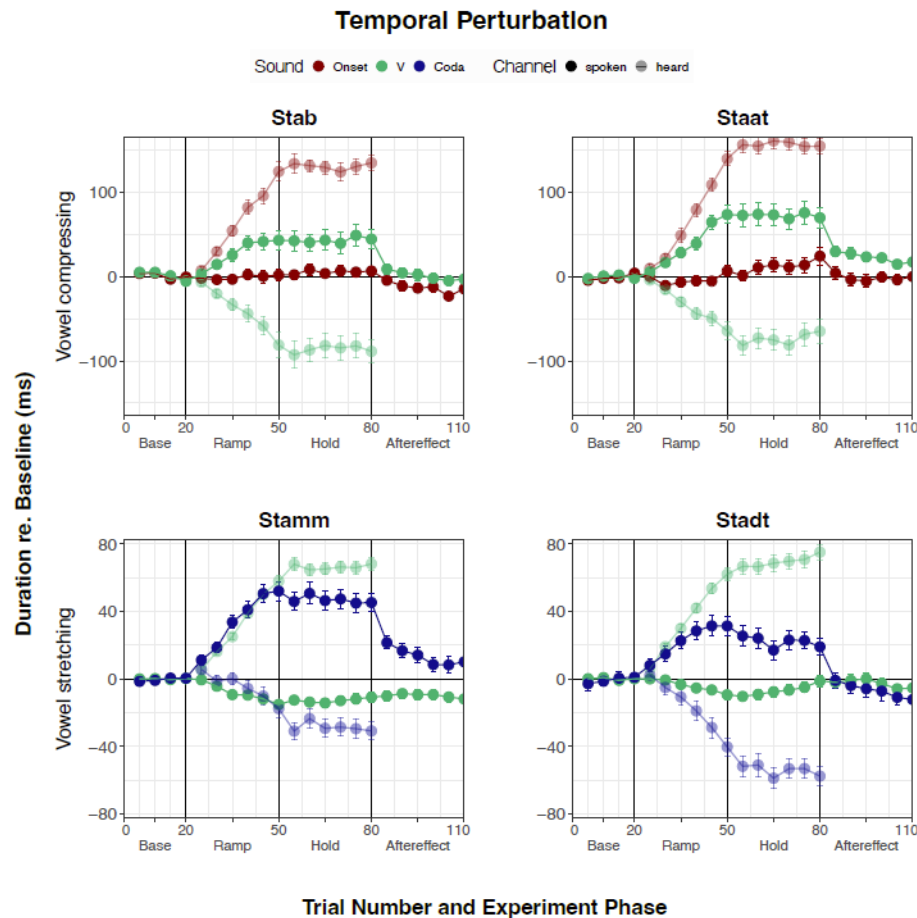 Temporal Perturbation
Sound Onset V Coda Channel spoken heard
Stab
Staat
Vowel compressing
100
0
−100
0 20 50 80 110
Base Ramp Hold Aftereffect
100
0
−100
0 20 50 80 110
Base Ramp Hold Aftereffect
Duration re. Baseline (ms)
Stamm
Stadt
Vowel stretching
80
40
0
−40
−80
0 20 50 80 110
Base Ramp Hold Aftereffect
80
40
0
−40
−80
0 20 50 80 110
Base Ramp Hold Aftereffect
Trial Number and Experiment Phase